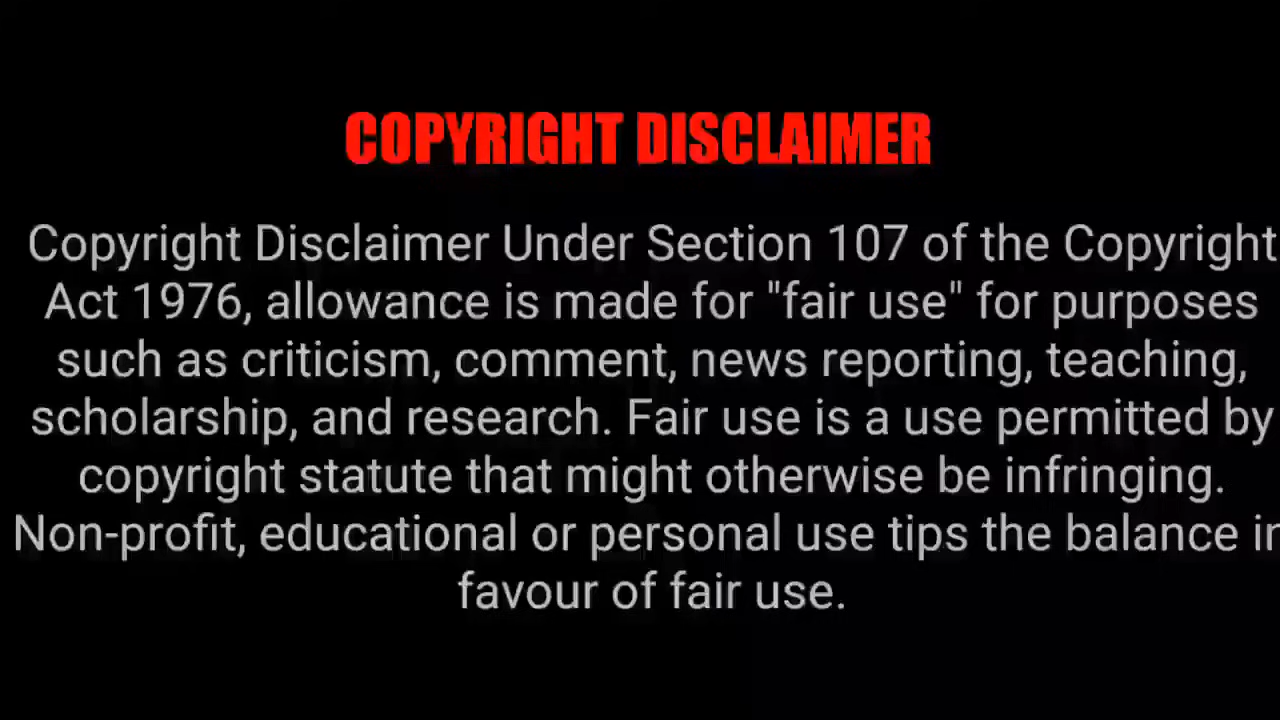 COPYRIGHT DISCLAIMER
Copyright Disclaimer Under Section 107 of the Copyright
Act 1976, allowance is made for "fair use" for purposes
such as criticism, comment, news reporting, teaching,
scholarship, and research. Fair use is a use permitted by
copyright statute that might otherwise be infringing.
Non-profit, educational or personal use tips the balance in
favour of fair use.